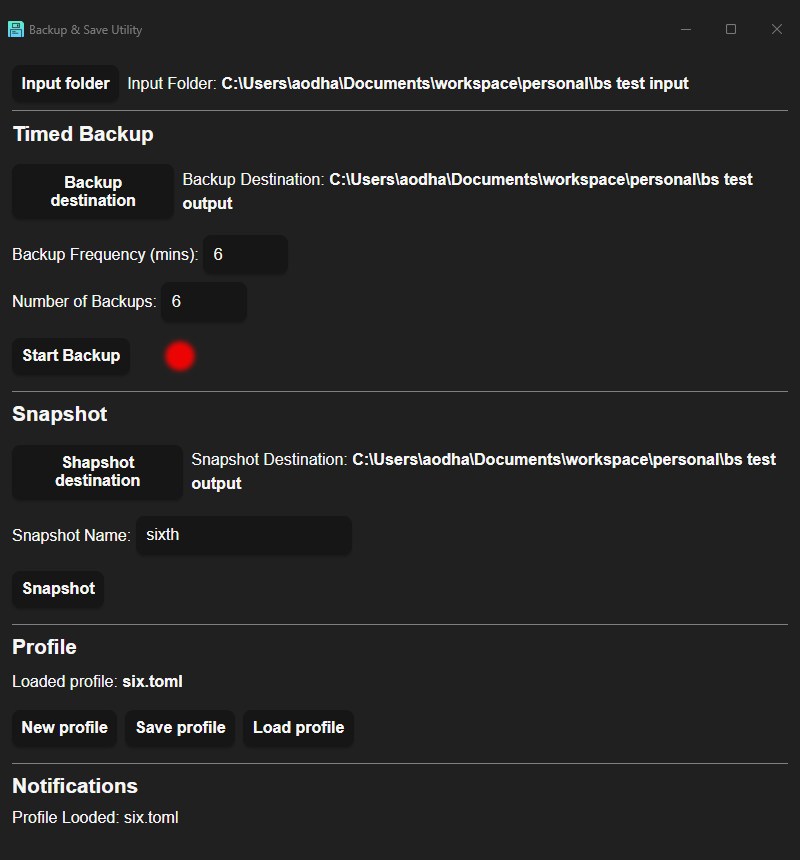 Backup & Save Utility
Input folder Input Folder: C:\Users\aodha\Documents\workspace\personal\bs test input
Timed Backup
Backup destination
Backup Destination: C:\Users\aodha\Documents\workspace\personal\bs test
output
Backup Frequency (mins): 6
Number of Backups: 6
Start Backup
Snapshot
Shapshot
destination
Snapshot Destination: C:\Users\aodha\Documents\workspace\personal\bs test
output
Snapshot Name: sixth
Snapshot
Profile
Loaded profile: six.toml
New profile Save profile Load profile
Notifications
Profile Looded: six.toml